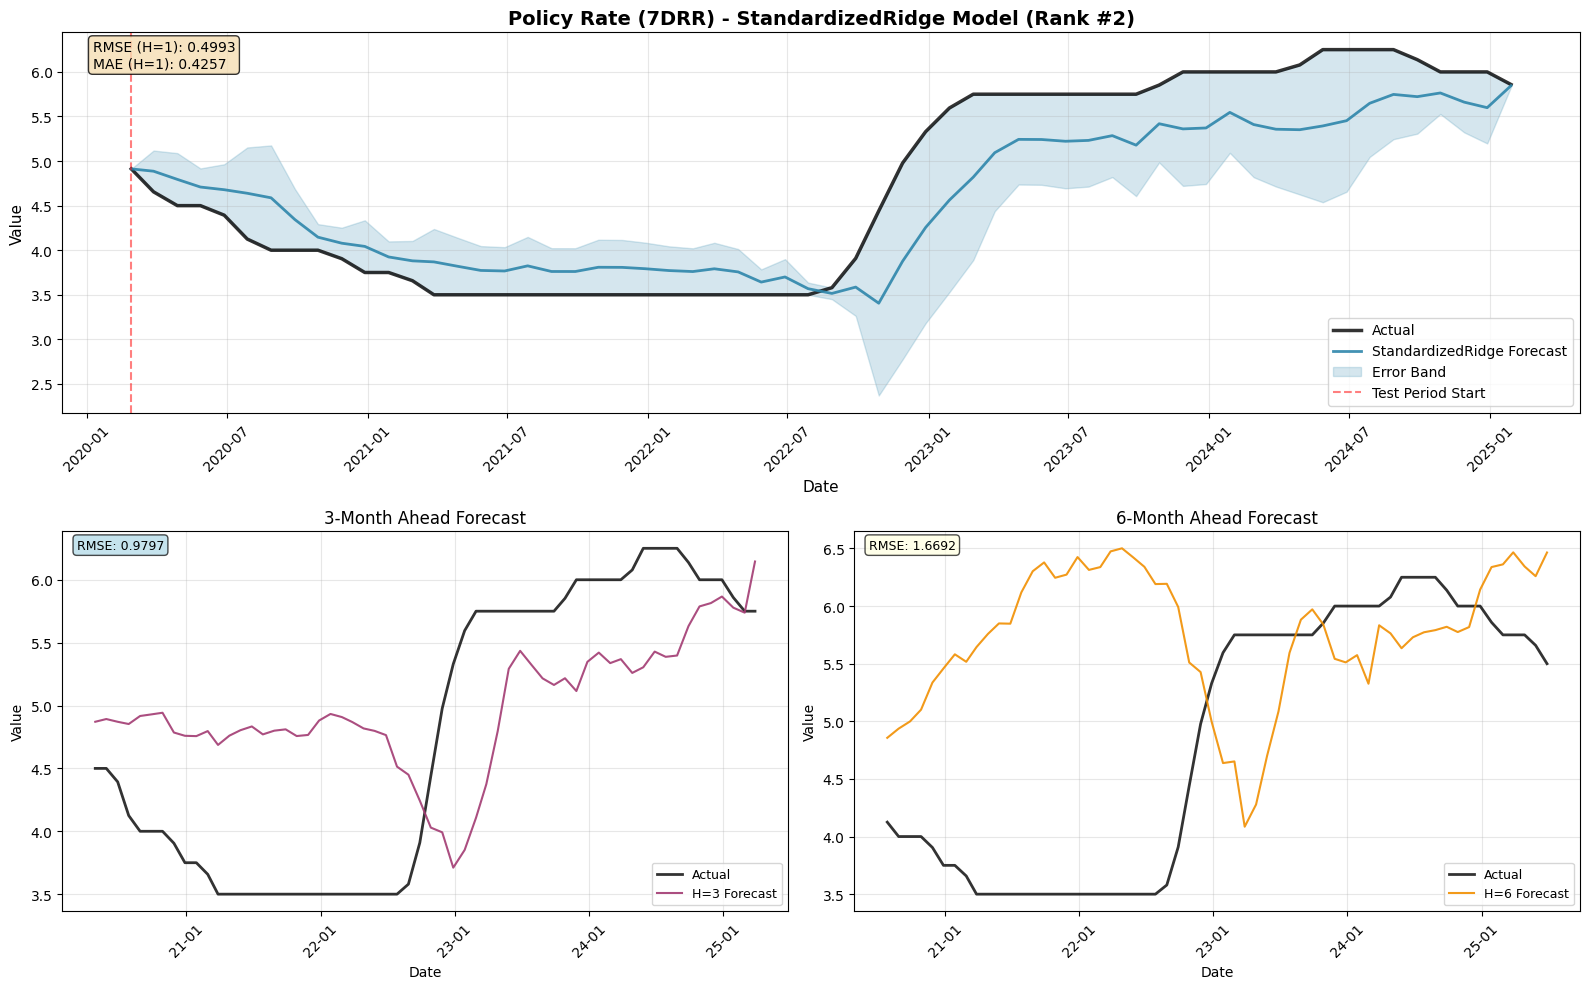 Policy Rate (7DRR) - StandardizedRidge Model (Rank #2)
RMSE (H=1): 0.4993
MAE (H=1): 0.4257
Value
6.0
5.5
5.0
4.5
4.0
3.5
3.0
2.5
Actual
StandardizedRidge Forecast
Error Band
Test Period Start
2020-01
2020-07
2021-01
2021-07
2022-01
2022-07
2023-01
2023-07
2024-01
2024-07
2025-01
Date
3-Month Ahead Forecast
RMSE: 0.9797
Value
6.0
5.5
5.0
4.5
4.0
3.5
Actual
H=3 Forecast
21-01
22-01
23-01
24-01
25-01
Date
6-Month Ahead Forecast
RMSE: 1.6692
Value
6.5
6.0
5.5
5.0
4.5
4.0
3.5
Actual
H=6 Forecast
21-01
22-01
23-01
24-01
25-01
Date